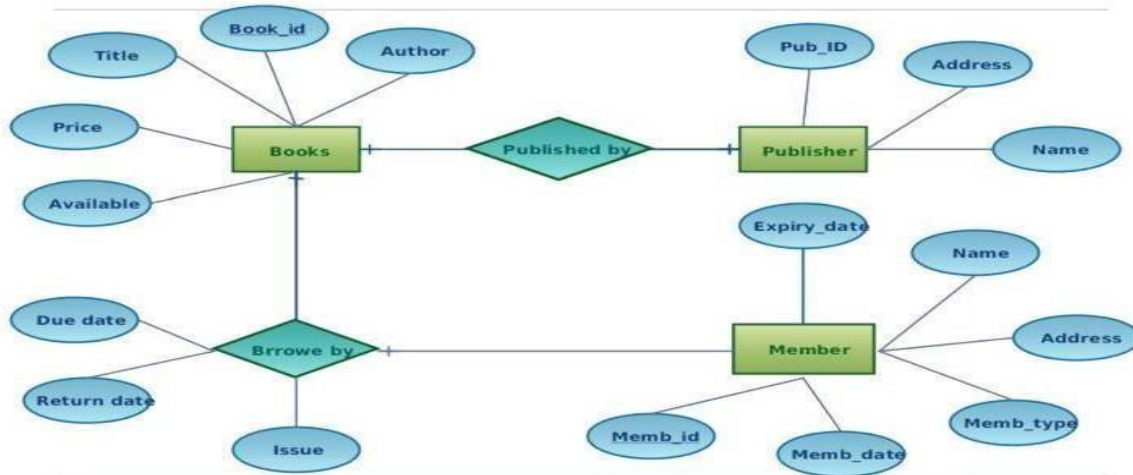 Book_id
Title
Author
Price
Books
Available
Published by
Pub_ID
Address
Publisher
Name
Expiry_date
Name
Due date
Brrowe by
Member
Address
Return date
Issue
Memb_id
Memb_date
Memb_type